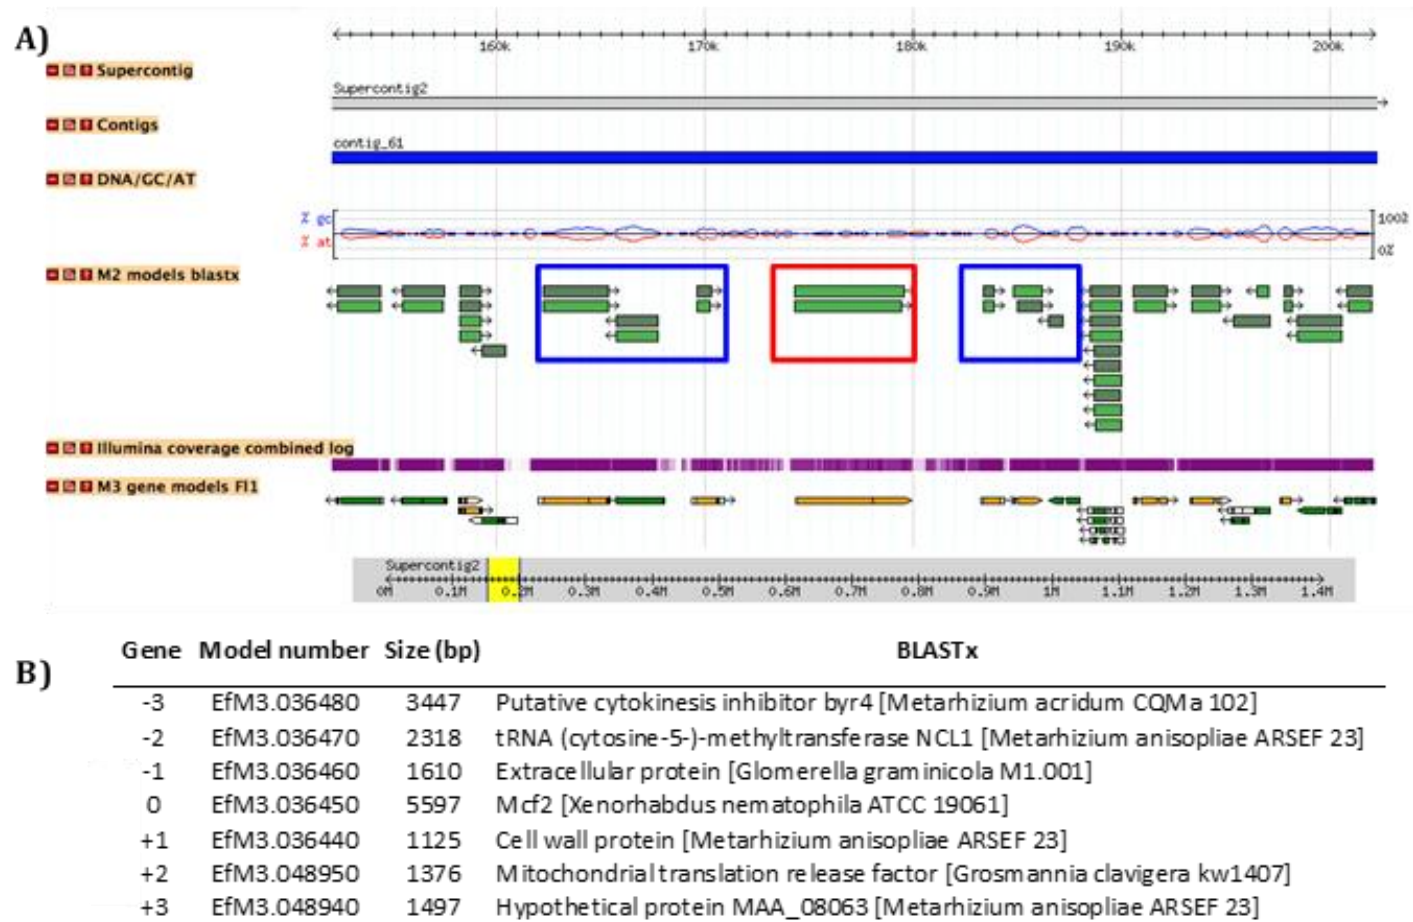 A)
160k 170k 180k 190k 200k
Supercontig
Supercontig2
Contigs
contig_61
DNA/GC/AT
% gc 100%
% at 0%
M2 models blastx
Illumina coverage combined log
M3 gene models Fl1
Supercontig2
0M 0.1M 0.2M 0.3M 0.4M 0.5M 0.6M 0.7M 0.8M 0.9M 1M 1.1M 1.2M 1.3M 1.4M
B)
Gene Model number Size (bp) BLASTx
-3 EfM3.036480 3447 Putative cytokinesis inhibitor byr4 [Metarhizium acridum CQMa 102]
-2 EfM3.036470 2318 tRNA (cytosine-5-)-methyltransferase NCL1 [Metarhizium anisopliae ARSEF 23]
-1 EfM3.036460 1610 Extracellular protein [Glomerella graminicola M1.001]
0 EfM3.036450 5597 Mcf2 [Xenorhabdus nematophila ATCC 19061]
+1 EfM3.036440 1125 Cell wall protein [Metarhizium anisopliae ARSEF 23]
+2 EfM3.048950 1376 Mitochondrial translation release factor [Grosmannia clavigera kw1407]
+3 EfM3.048940 1497 Hypothetical protein MAA_08063 [Metarhizium anisopliae ARSEF 23]